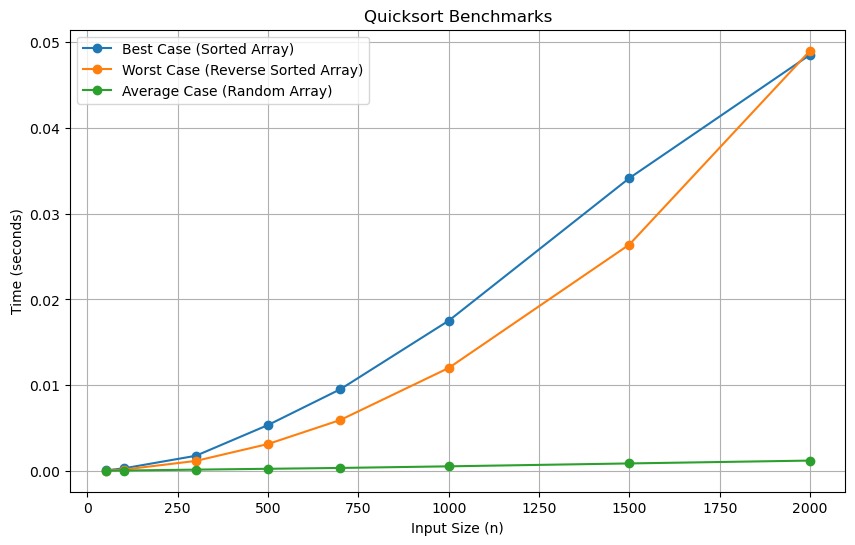 Quicksort Benchmarks
Best Case (Sorted Array)
Worst Case (Reverse Sorted Array)
Average Case (Random Array)
Time (seconds)
0.05
0.04
0.03
0.02
0.01
0.00
0 250 500 750 1000 1250 1500 1750 2000
Input Size (n)